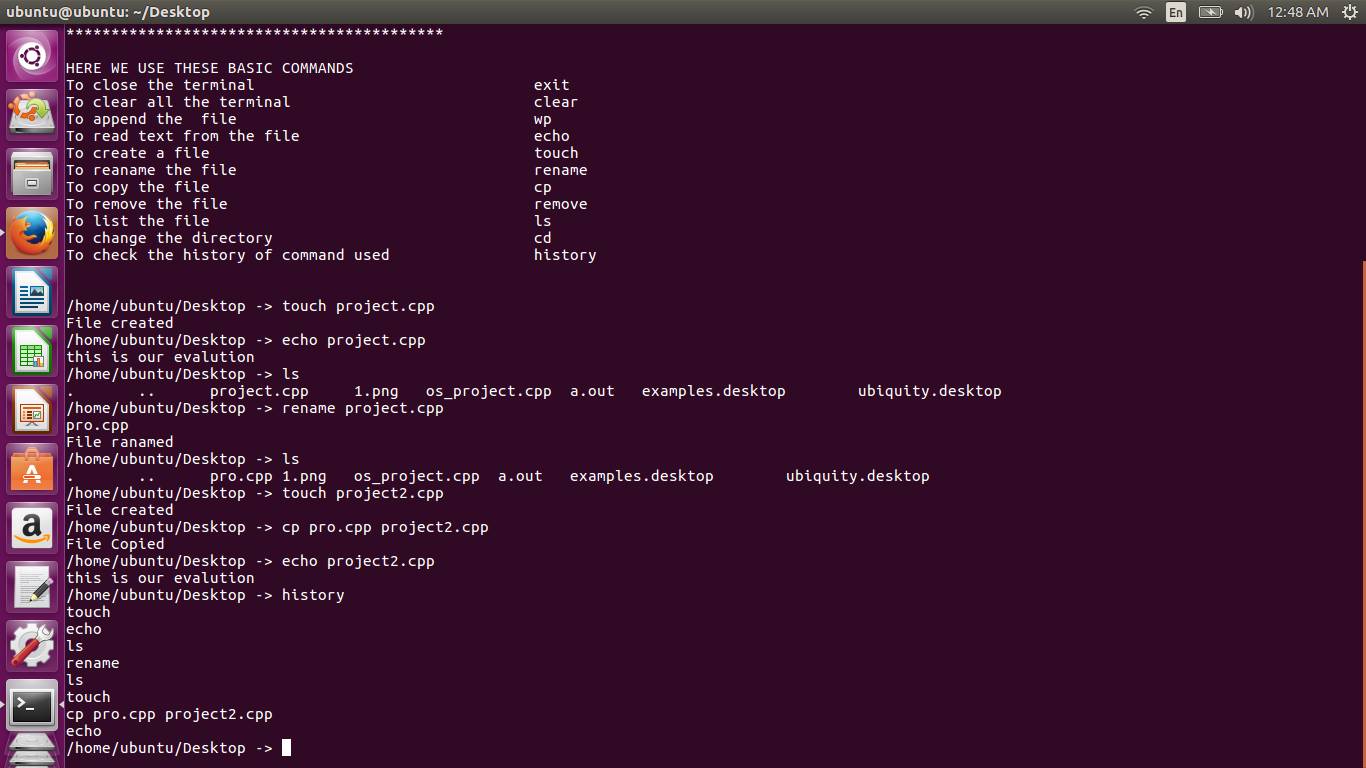 ubuntu@ubuntu: ~/Desktop En 12:48 AM
******************************************
HERE WE USE THESE BASIC COMMANDS
To close the terminal exit
To clear all the terminal clear
To append the  file wp
To read text from the file echo
To create a file touch
To reaname the file rename
To copy the file cp
To remove the file remove
To list the file ls
To change the directory cd
To check the history of command used history
/home/ubuntu/Desktop -> touch project.cpp
File created
/home/ubuntu/Desktop -> echo project.cpp
this is our evalution
/home/ubuntu/Desktop -> ls
. .. project.cpp 1.png os_project.cpp a.out examples.desktop ubiquity.desktop
/home/ubuntu/Desktop -> rename project.cpp
pro.cpp
File ranamed
/home/ubuntu/Desktop -> ls
. .. pro.cpp 1.png os_project.cpp a.out examples.desktop ubiquity.desktop
/home/ubuntu/Desktop -> touch project2.cpp
File created
/home/ubuntu/Desktop -> cp pro.cpp project2.cpp
File Copied
/home/ubuntu/Desktop -> echo project2.cpp
this is our evalution
/home/ubuntu/Desktop -> history
touch
echo
ls
rename
ls
touch
cp pro.cpp project2.cpp
echo
/home/ubuntu/Desktop ->